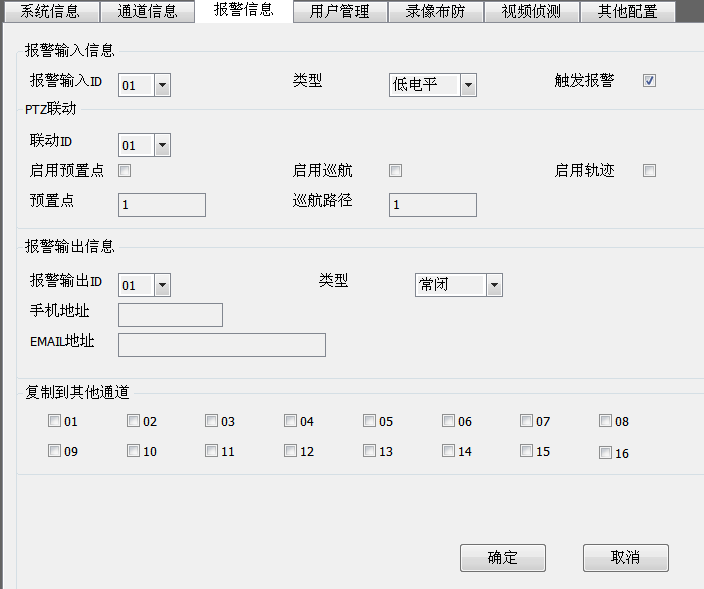 系统信息 通道信息 报警信息 用户管理 录像布防 视频侦测 其他配置
报警输入信息
报警输入ID 01 类型 低电平 触发报警
PTZ联动
联动ID 01
启用预置点 启用巡航 启用轨迹
预置点 1 巡航路径 1
报警输出信息
报警输出ID 01 类型 常闭
手机地址
EMAIL地址
复制到其他通道
01 02 03 04 05 06 07 08
09 10 11 12 13 14 15 16
确定 取消